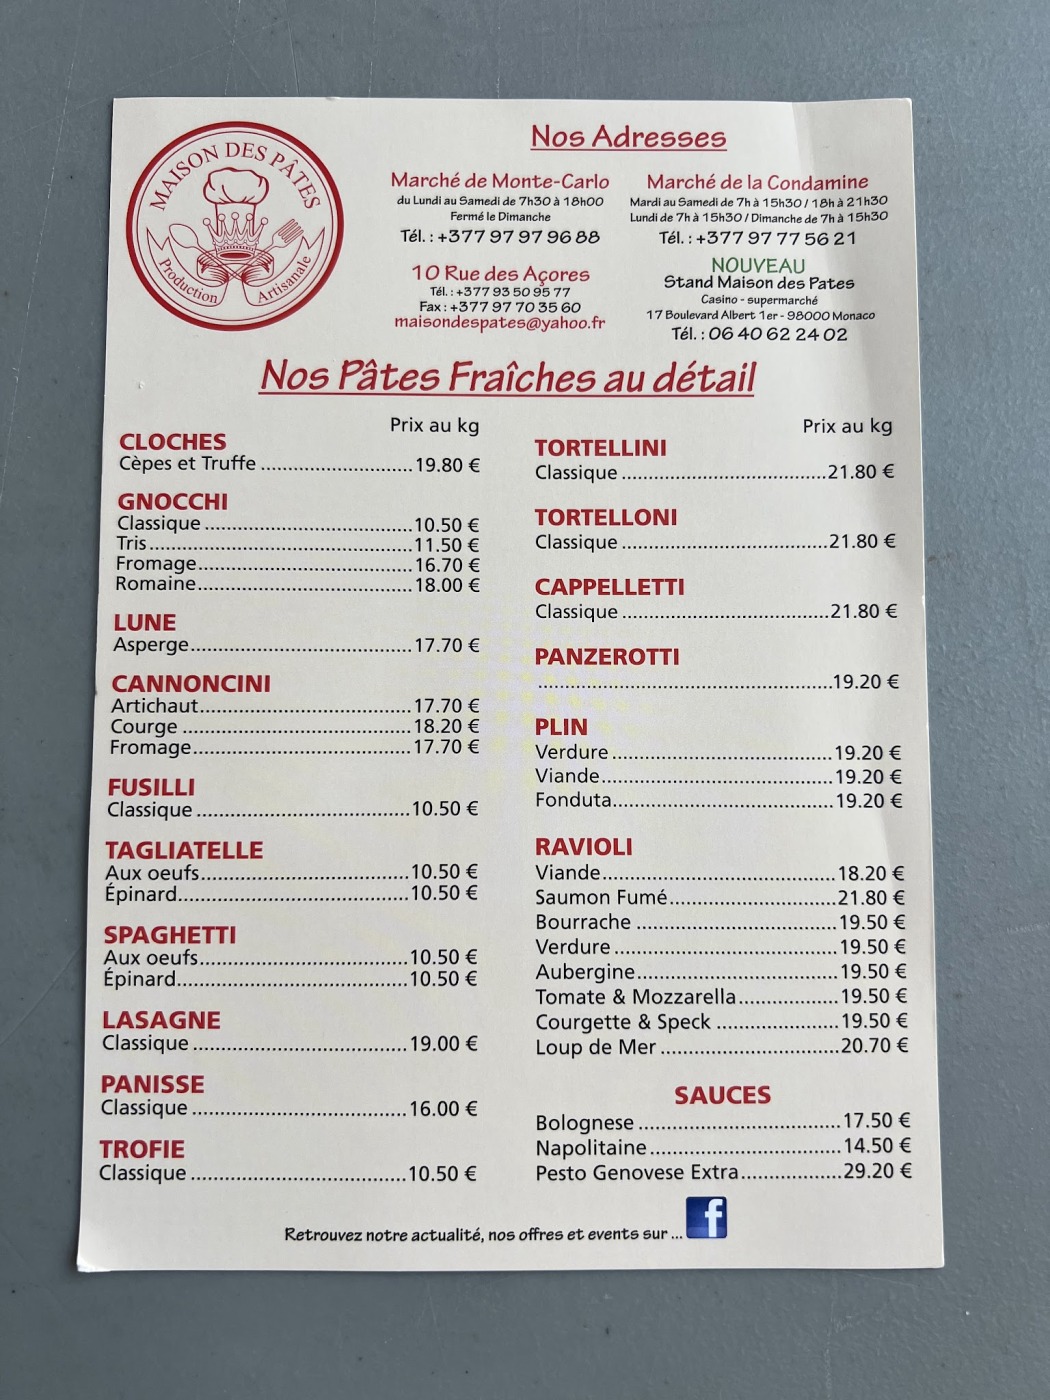 MAISON DES PÂTES
Production Artisanale
Nos Adresses
Marché de Monte-Carlo
du Lundi au Samedi de 7h30 à 18h00
Fermé le Dimanche
Tél. : +377 97 97 96 88
Marché de la Condamine
Mardi au Samedi de 7h à 15h30 / 18h à 21h30
Lundi de 7h à 15h30 / Dimanche de 7h à 15h30
Tél. : +377 97 77 56 21
10 Rue des Açores
Tél. : +377 93 50 95 77
Fax : +377 97 70 35 60
maisondespates@yahoo.fr
NOUVEAU
Stand Maison des Pates
Casino - supermarché
17 Boulevard Albert 1er - 98000 Monaco
Tél. : 06 40 62 24 02
Nos Pâtes Fraîches au détail
Prix au kg
CLOCHES
Cèpes et Truffe ........................19.80 €
GNOCCHI
Classique .................................10.50 €
Tris..........................................11.50 €
Fromage..................................16.70 €
Romaine..................................18.00 €
LUNE
Asperge...................................17.70 €
CANNONCINI
Artichaut.................................17.70 €
Courge ....................................18.20 €
Fromage..................................17.70 €
FUSILLI
Classique .................................10.50 €
TAGLIATELLE
Aux oeufs.................................10.50 €
Épinard....................................10.50 €
SPAGHETTI
Aux oeufs.................................10.50 €
Épinard....................................10.50 €
LASAGNE
Classique .................................19.00 €
PANISSE
Classique .................................16.00 €
TROFIE
Classique .................................10.50 €
Prix au kg
TORTELLINI
Classique .................................21.80 €
TORTELLONI
Classique .................................21.80 €
CAPPELLETTI
Classique .................................21.80 €
PANZEROTTI
...............................................19.20 €
PLIN
Verdure ...................................19.20 €
Viande.....................................19.20 €
Fonduta...................................19.20 €
RAVIOLI
Viande.....................................18.20 €
Saumon Fumé..........................21.80 €
Bourrache ................................19.50 €
Verdure ...................................19.50 €
Aubergine................................19.50 €
Tomate & Mozzarella................19.50 €
Courgette & Speck ...................19.50 €
Loup de Mer ............................20.70 €
SAUCES
Bolognese ................................17.50 €
Napolitaine..............................14.50 €
Pesto Genovese Extra................29.20 €
Retrouvez notre actualité, nos offres et events sur ... f